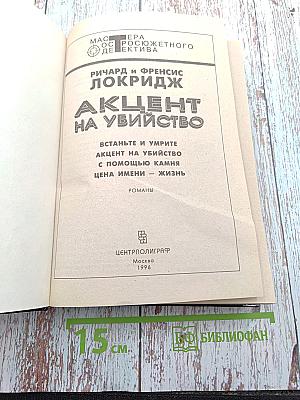 МАСТЕРА
ОСТРОСЮЖЕТНОГО
ДЕТЕКТИВА
РИЧАРД И ФРЕНСИС
ЛОКРИДЖ
АКЦЕНТ
НА УБИЙСТВО
ВСТАНЬТЕ И УМРИТЕ
АКЦЕНТ НА УБИЙСТВО
С ПОМОЩЬЮ КАМНЯ
ЦЕНА ИМЕНИ — ЖИЗНЬ
РОМАНЫ
ЦЕНТРПОЛИГРАФ
Москва
1996
15 см
БИБЛИОФАН